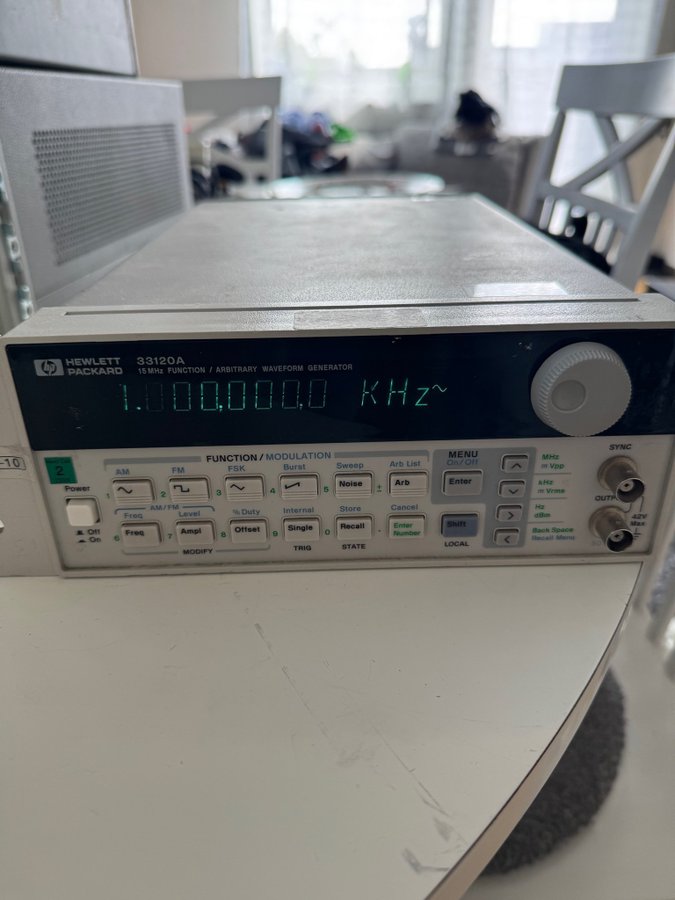 hp HEWLETT PACKARD 33120A
15 MHz FUNCTION / ARBITRARY WAVEFORM GENERATOR
1.000,000,0 KHz~
SYNC
-10
2
FUNCTION / MODULATION
MENU
On/Off
AM FM FSK Burst Sweep Arb List
1 2 3 4 5 Noise ± Arb
Enter
^ MHz
m Vpp
v kHz
m Vrms
> Hz
dBm
< Back Space
Recall Menu
OUTP
42V
Max
Power
Off
On
AM/FM
Freq Level % Duty Internal Store Cancel
6 Freq 7 Ampl 8 Offset 9 Single 0 Recall . Enter Number
Shift
MODIFY
TRIG
STATE
LOCAL